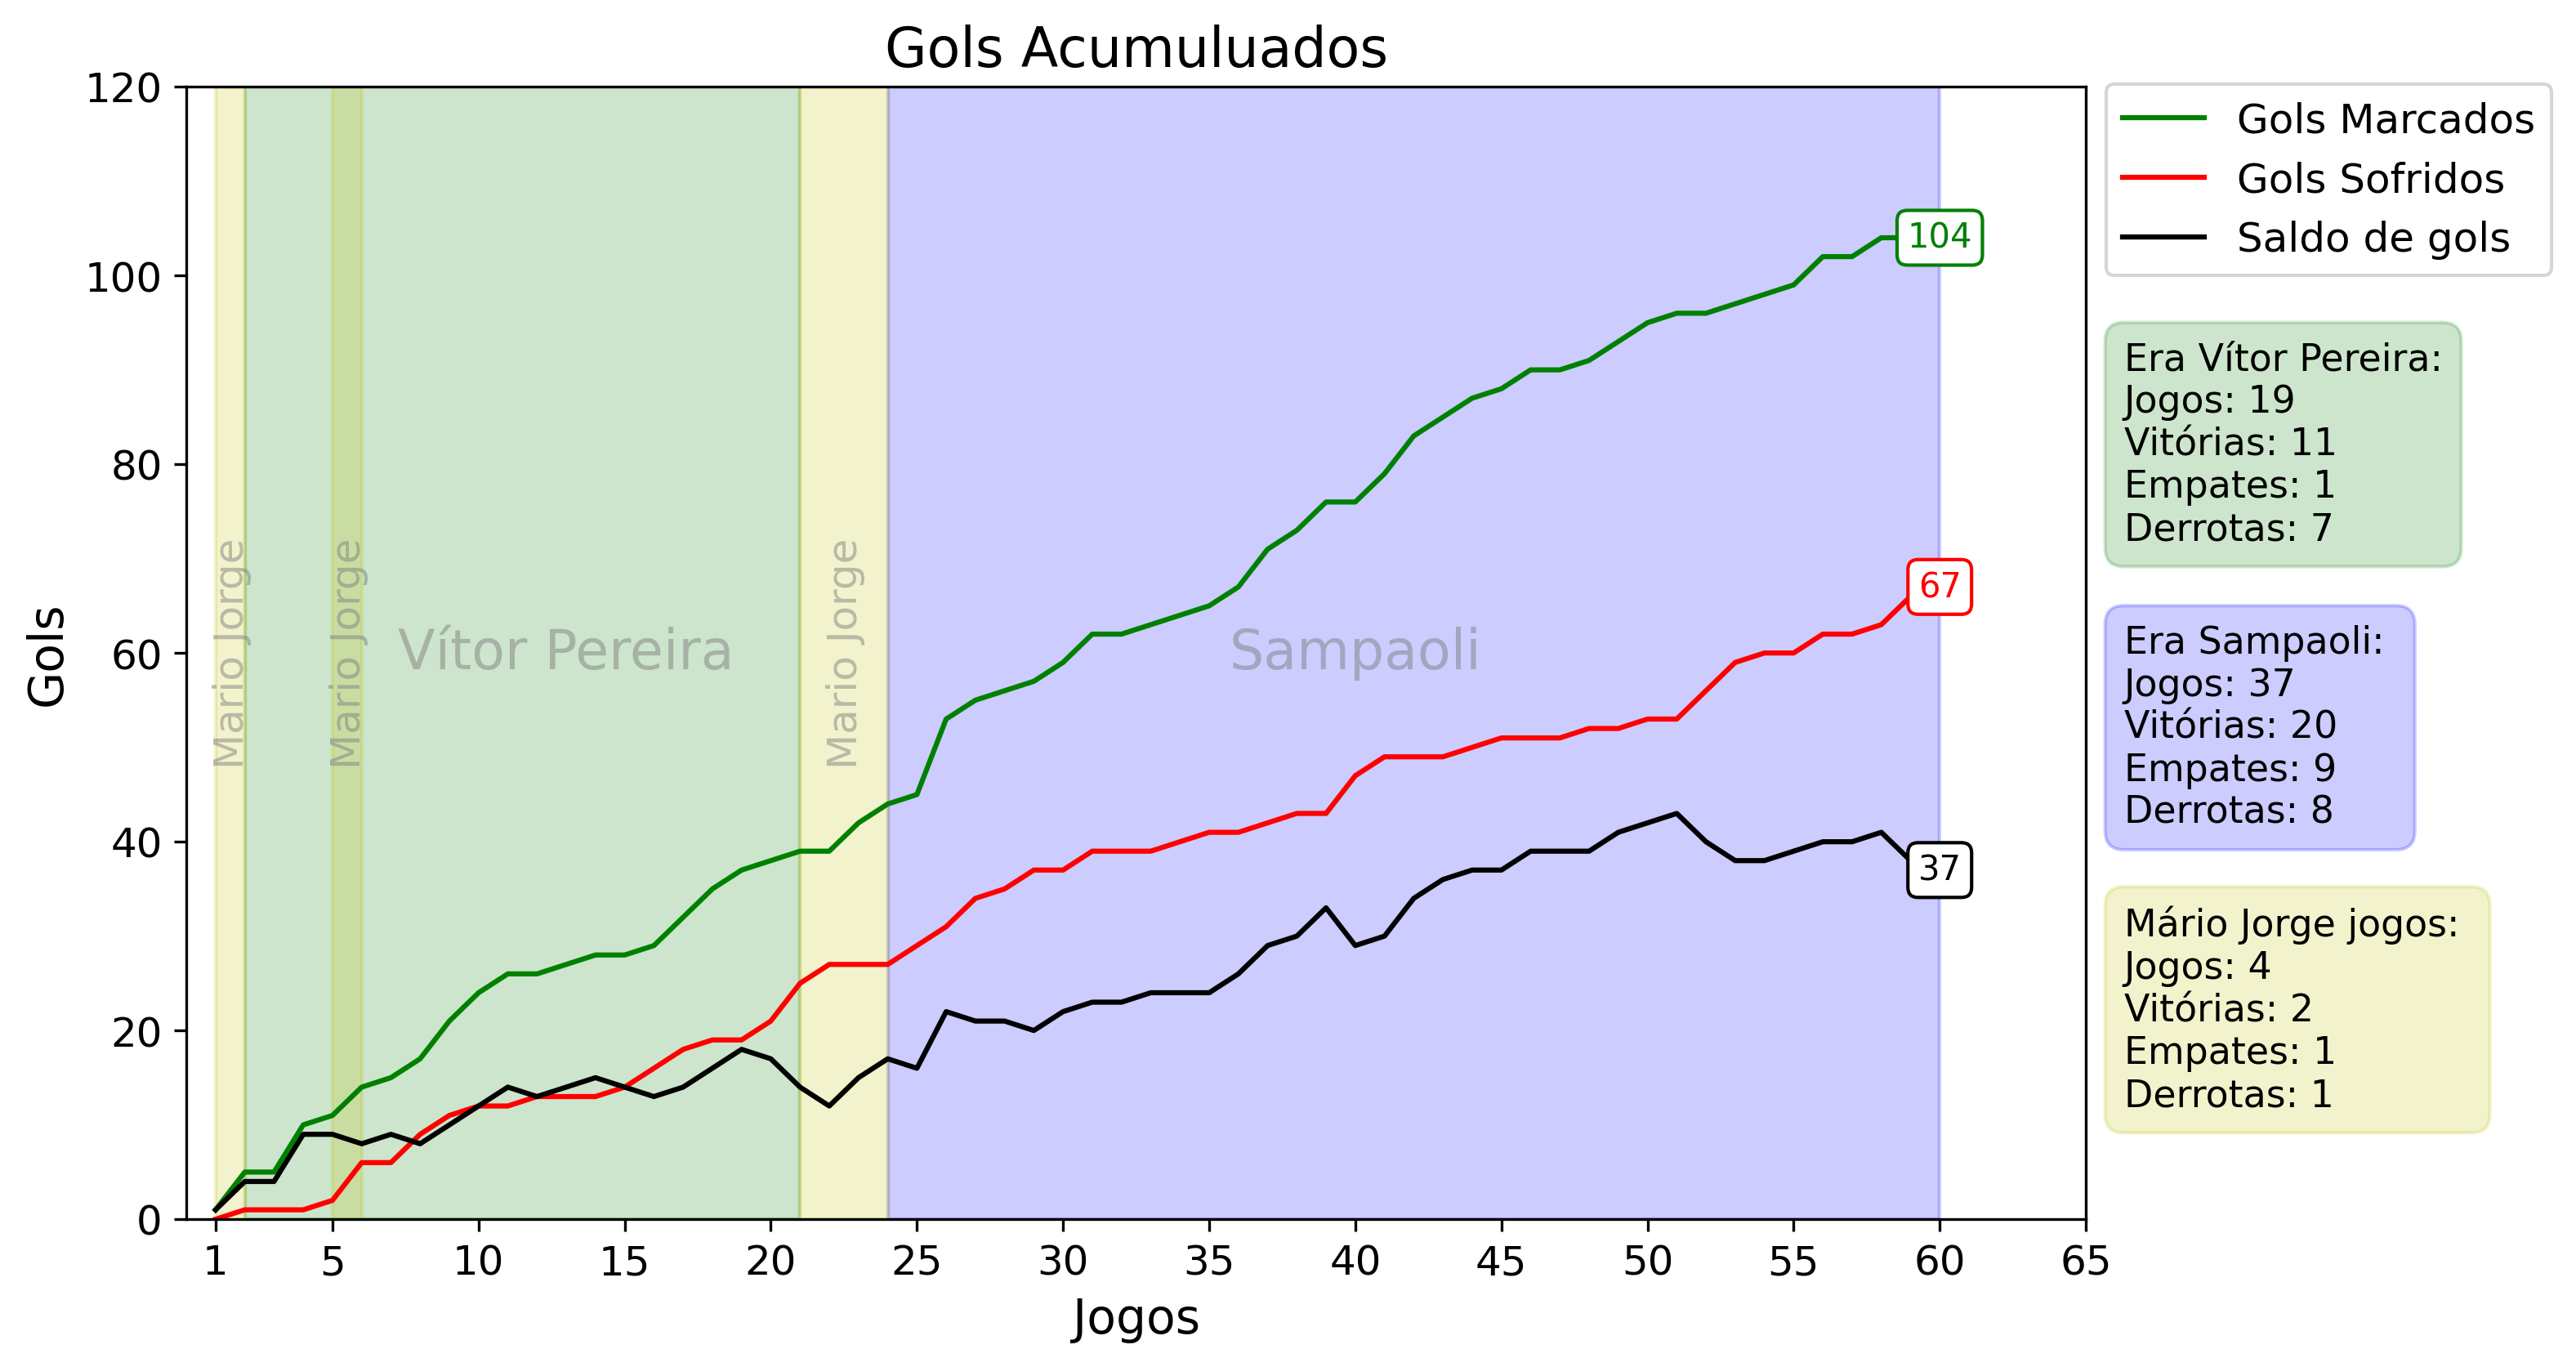 Gols Acumuluados
120
100
80
60
40
20
0
Gols
1 5 10 15 20 25 30 35 40 45 50 55 60 65
Jogos
Mario Jorge
Mario Jorge
Vítor Pereira
Mario Jorge
Sampaoli
104
67
37
Gols Marcados
Gols Sofridos
Saldo de gols
Era Vítor Pereira:
Jogos: 19
Vitórias: 11
Empates: 1
Derrotas: 7
Era Sampaoli:
Jogos: 37
Vitórias: 20
Empates: 9
Derrotas: 8
Mário Jorge jogos:
Jogos: 4
Vitórias: 2
Empates: 1
Derrotas: 1